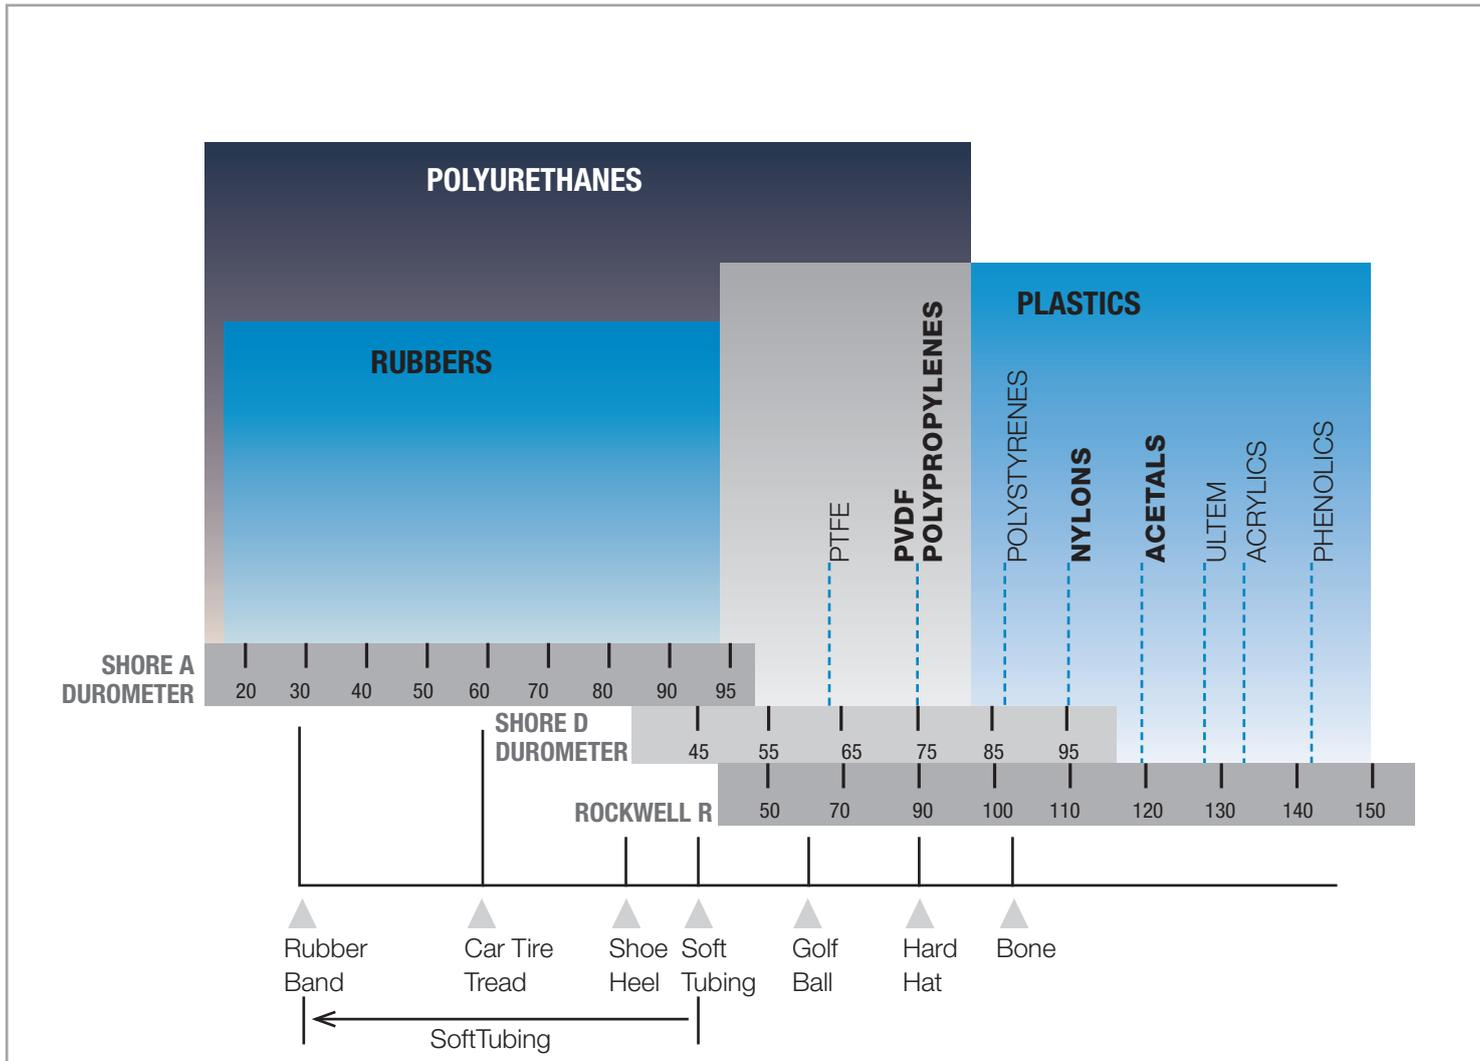 POLYURETHANES
PLASTICS
RUBBERS
PTFE
PVDF
POLYPROPYLENES
POLYSTYRENES
NYLONS
ACETALS
ULTEM
ACRYLICS
PHENOLICS
SHORE A
DUROMETER
20 30 40 50 60 70 80 90 95
SHORE D
DUROMETER
45 55 65 75 85 95
ROCKWELL R
50 70 90 100 110 120 130 140 150
Rubber
Band
Car Tire
Tread
Shoe
Heel
Soft
Tubing
Golf
Ball
Hard
Hat
Bone
SoftTubing